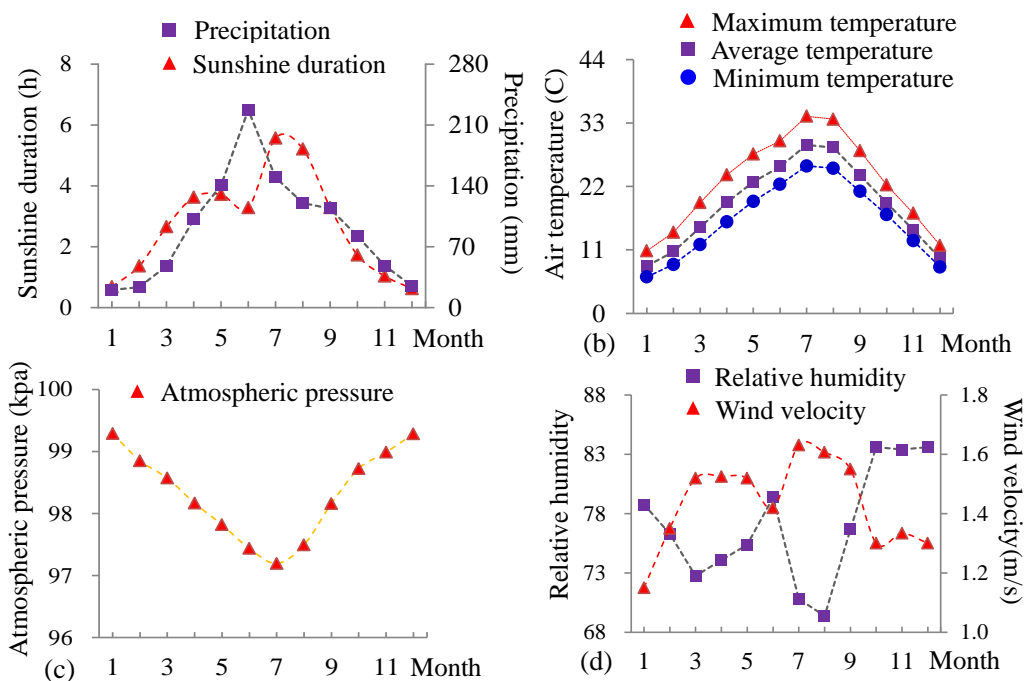 Precipitation
Sunshine duration
Sunshine duration (h)
8
6
4
2
0
280
210
140
70
0
Precipitation (mm)
1 3 5 7 9 11 Month
Maximum temperature
Average temperature
Minimum temperature
Air temperature (C)
44
33
22
11
0
1 3 5 7 9 11 Month
(b)
Atmospheric pressure
Atmospheric pressure (kpa)
100
99
98
97
96
1 3 5 7 9 11 Month
(c)
Relative humidity
Wind velocity
Relative humidity
88
83
78
73
68
1.8
1.6
1.4
1.2
1.0
Wind velocity(m/s)
1 3 5 7 9 11 Month
(d)